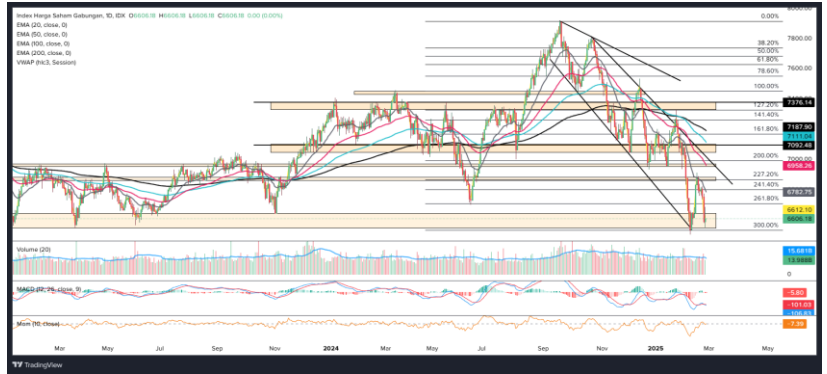 Index Harga Saham Gabungan, 1D, IDX O6606.18 H6606.18 L6606.18 C6606.18 0.00 (0.00%)
EMA (20, close, 0)
EMA (50, close, 0)
EMA (100, close, 0)
EMA (200, close, 0)
VWAP (hlc3, Session)
0.00%
38.20%
50.00%
61.80%
78.60%
100.00%
127.20%
141.40%
161.80%
200.00%
227.20%
241.40%
261.80%
300.00%
8000.00
7800.00
7600.00
7376.14
7187.90
7111.04
7092.48
7000.00
6958.26
6782.75
6612.10
6606.18
Volume (20)
15.681B
13.988B
0
MACD (12, 26, close, 9)
-5.80
-101.03
-106.83
Mom (10, close)
-7.39
Mar May Jul Sep Nov 2024 Mar May Jul Sep Nov 2025 Mar May
TradingView